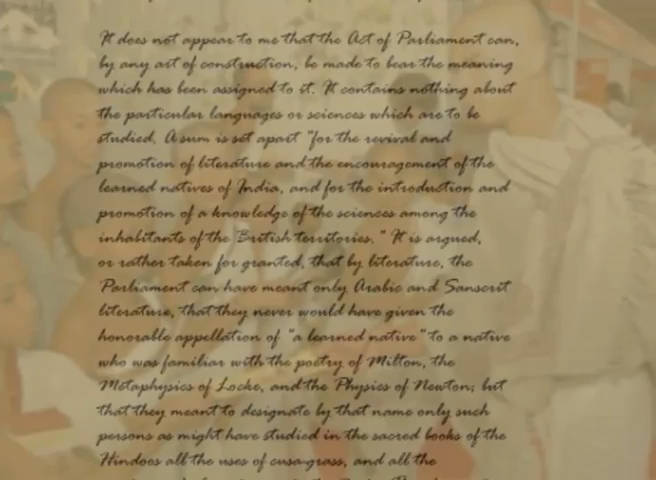 It does not appear to me that the Act of Parliament can,
by any art of construction, be made to bear the meaning
which has been assigned to it. It contains nothing about
the particular languages or sciences which are to be
studied. A sum is set apart "for the revival and
promotion of literature and the encouragement of the
learned natives of India, and for the introduction and
promotion of a knowledge of the sciences among the
inhabitants of the British territories." It is argued,
or rather taken for granted, that by literature, the
Parliament can have meant only Arabic and Sanscrit
literature, that they never would have given the
honorable appellation of "a learned native" to a native
who was familiar with the poetry of Milton, the
Metaphysics of Locke, and the Physics of Newton; but
that they meant to designate by that name only such
persons as might have studied in the sacred books of the
Hindoos all the uses of cusa-grass, and all the